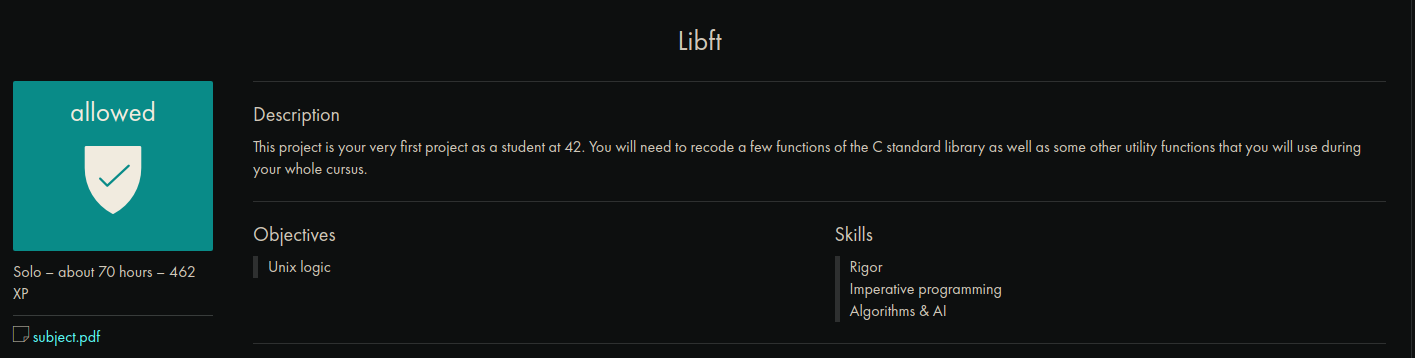 Libft
allowed
Solo – about 70 hours – 462
XP
subject.pdf
Description
This project is your very first project as a student at 42. You will need to recode a few functions of the C standard library as well as some other utility functions that you will use during
your whole cursus.
Objectives
Unix logic
Skills
Rigor
Imperative programming
Algorithms & AI